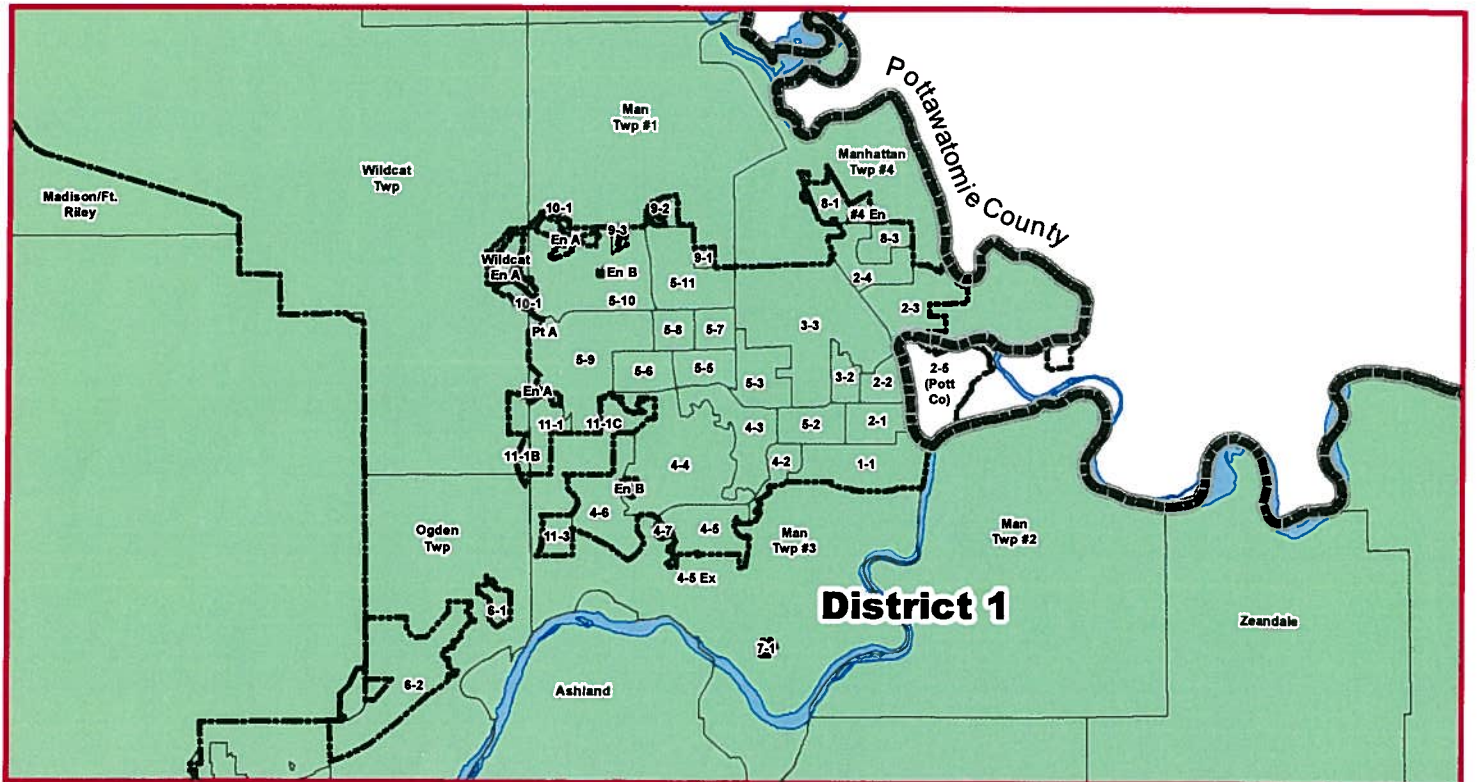 Pottawatomie County
Man
Twp #1
Manhattan
Twp #4
Wildcat
Twp
Madison/Ft.
Riley
8-1
#4 En
10-1
9-2
9-3
En A
8-3
9-1
Wildcat
En A
En B
5-11
2-4
10-1
5-10
2-3
Pt A
5-8
5-7
3-3
5-9
5-6
5-5
5-3
3-2
2-2
2-5
(Pott
Co)
En A
11-1
11-1C
4-3
5-2
2-1
11-1B
4-4
4-2
1-1
En B
4-6
Ogden
Twp
11-3
4-7
4-5
Man
Twp #3
Man
Twp #2
4-5 Ex
District 1
6-1
Zeandale
7-1
6-2
Ashland